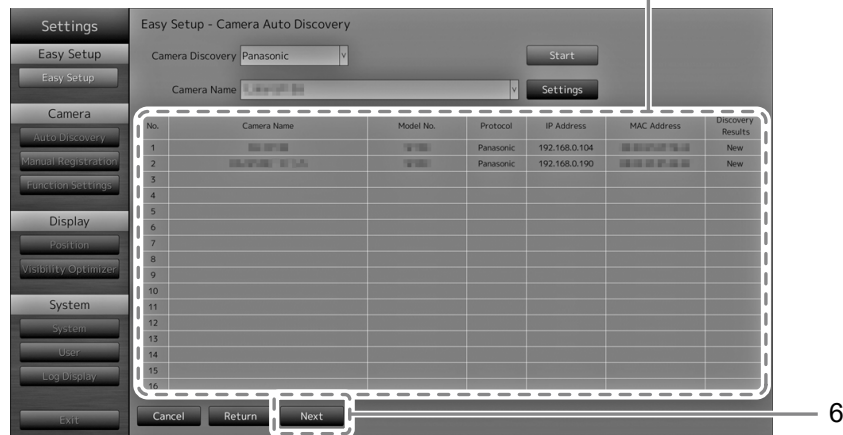 Settings
Easy Setup
Easy Setup
Camera
Auto Discovery
Manual Registration
Function Settings
Display
Position
Visibility Optimizer
System
System
User
Log Display
Exit
Easy Setup - Camera Auto Discovery
Camera Discovery Panasonic v Start
Camera Name v Settings
No. Camera Name Model No. Protocol IP Address MAC Address Discovery Results
1 Panasonic 192.168.0.104 New
2 Panasonic 192.168.0.190 New
3
4
5
6
7
8
9
10
11
12
13
14
15
16
Cancel Return Next
6